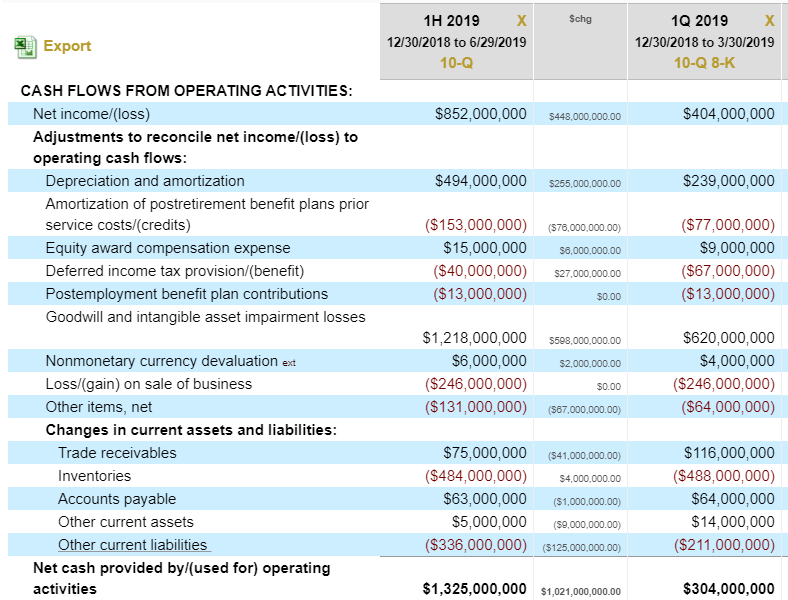 1H 2019 X $chg 1Q 2019 X
Export 12/30/2018 to 6/29/2019 12/30/2018 to 3/30/2019
10-Q 10-Q 8-K
CASH FLOWS FROM OPERATING ACTIVITIES:
Net income/(loss) $852,000,000 $448,000,000.00 $404,000,000
Adjustments to reconcile net income/(loss) to
operating cash flows:
Depreciation and amortization $494,000,000 $255,000,000.00 $239,000,000
Amortization of postretirement benefit plans prior
service costs/(credits) ($153,000,000) ($76,000,000.00) ($77,000,000)
Equity award compensation expense $15,000,000 $6,000,000.00 $9,000,000
Deferred income tax provision/(benefit) ($40,000,000) $27,000,000.00 ($67,000,000)
Postemployment benefit plan contributions ($13,000,000) $0.00 ($13,000,000)
Goodwill and intangible asset impairment losses
$1,218,000,000 $598,000,000.00 $620,000,000
Nonmonetary currency devaluation ext $6,000,000 $2,000,000.00 $4,000,000
Loss/(gain) on sale of business ($246,000,000) $0.00 ($246,000,000)
Other items, net ($131,000,000) ($67,000,000.00) ($64,000,000)
Changes in current assets and liabilities:
Trade receivables $75,000,000 ($41,000,000.00) $116,000,000
Inventories ($484,000,000) $4,000,000.00 ($488,000,000)
Accounts payable $63,000,000 ($1,000,000.00) $64,000,000
Other current assets $5,000,000 ($9,000,000.00) $14,000,000
Other current liabilities ($336,000,000) ($125,000,000.00) ($211,000,000)
Net cash provided by/(used for) operating
activities $1,325,000,000 $1,021,000,000.00 $304,000,000